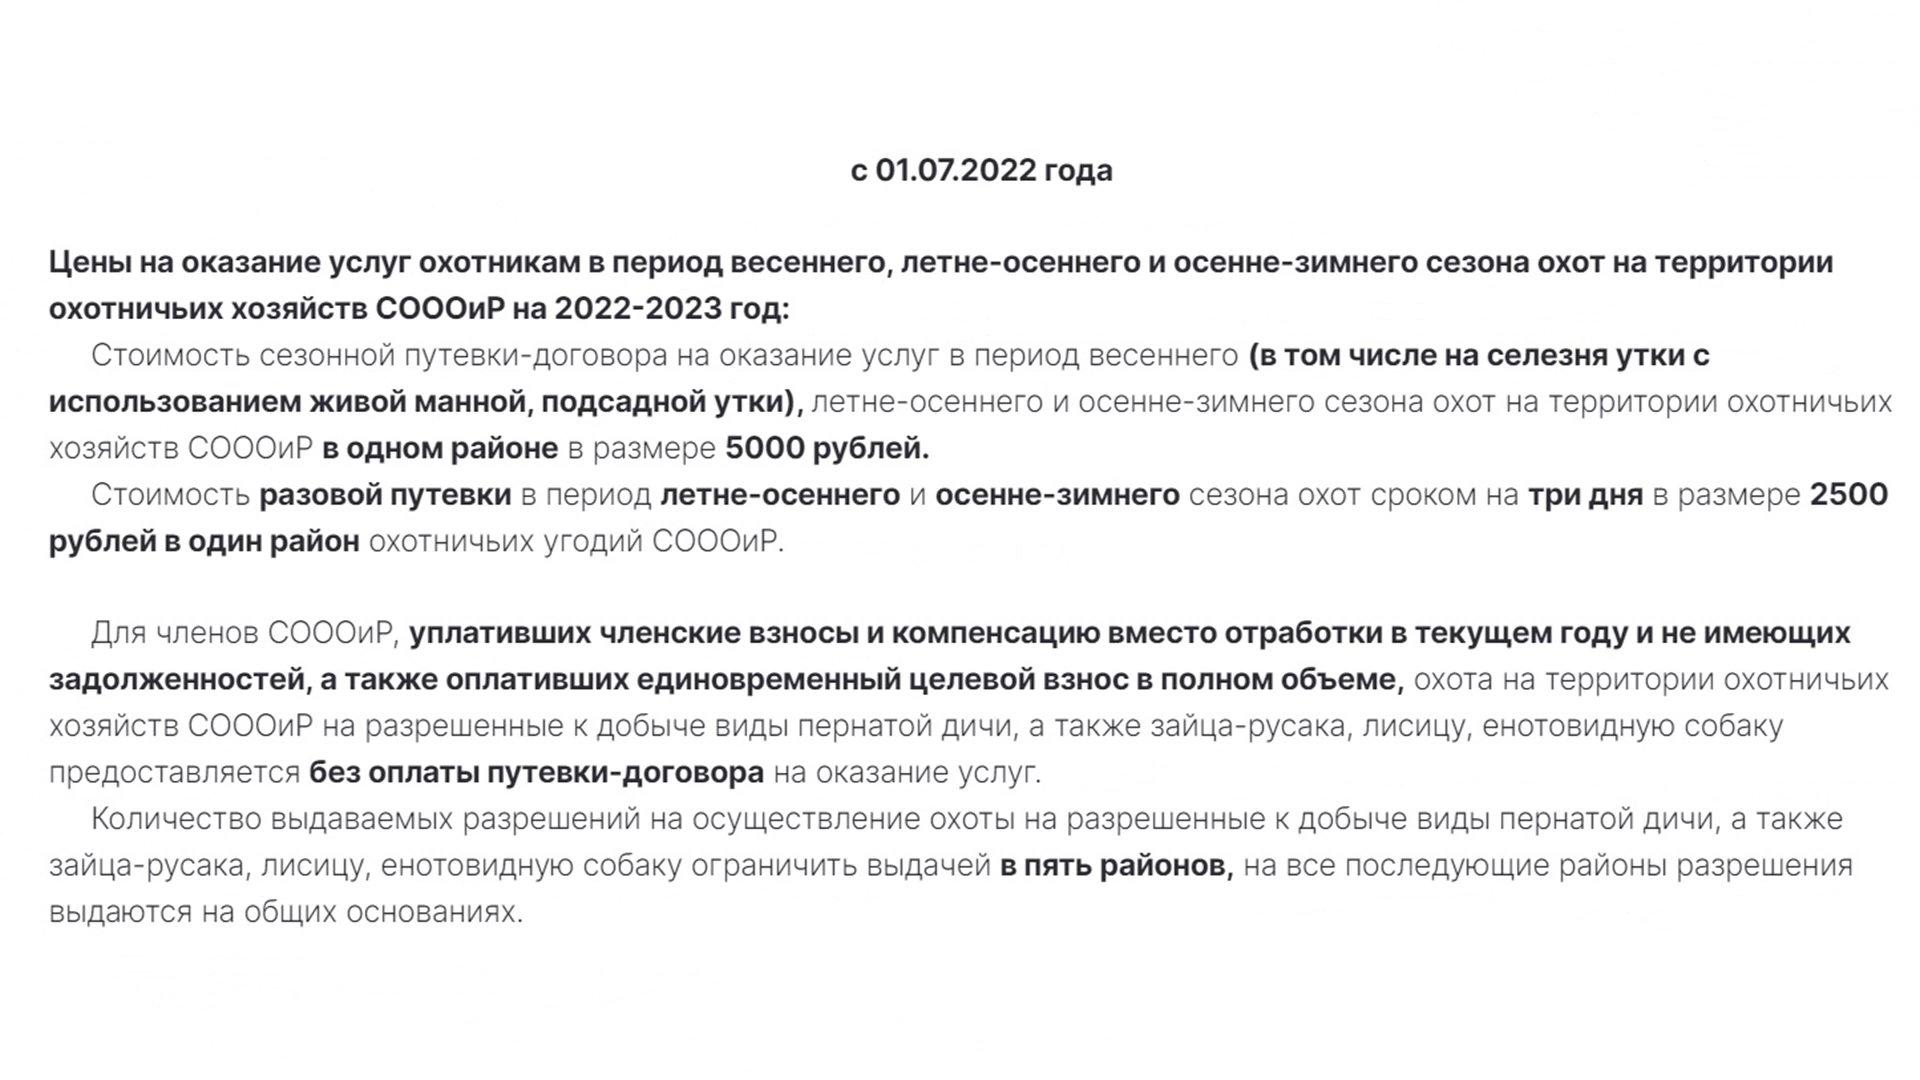 с 01.07.2022 года
Цены на оказание услуг охотникам в период весеннего, летне-осеннего и осенне-зимнего сезона охот на территории
охотничьих хозяйств СОООиР на 2022-2023 год:
Стоимость сезонной путевки-договора на оказание услуг в период весеннего (в том числе на селезня утки с
использованием живой манной, подсадной утки), летне-осеннего и осенне-зимнего сезона охот на территории охотничьих
хозяйств СОООиР в одном районе в размере 5000 рублей.
Стоимость разовой путевки в период летне-осеннего и осенне-зимнего сезона охот сроком на три дня в размере 2500
рублей в один район охотничьих угодий СОООиР.
Для членов СОООиР, уплативших членские взносы и компенсацию вместо отработки в текущем году и не имеющих
задолженностей, а также оплативших единовременный целевой взнос в полном объеме, охота на территории охотничьих
хозяйств СОООиР на разрешенные к добыче виды пернатой дичи, а также зайца-русака, лисицу, енотовидную собаку
предоставляется без оплаты путевки-договора на оказание услуг.
Количество выдаваемых разрешений на осуществление охоты на разрешенные к добыче виды пернатой дичи, а также
зайца-русака, лисицу, енотовидную собаку ограничить выдачей в пять районов, на все последующие районы разрешения
выдаются на общих основаниях.